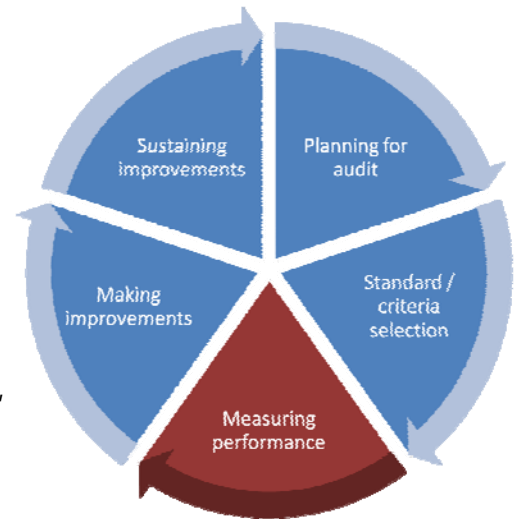 Sustaining
improvements
Planning for
audit
Making
improvements
Standard /
criteria
selection
Measuring
performance